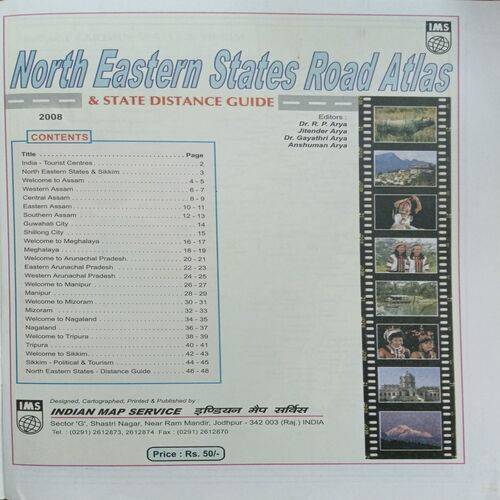 IMS
North Eastern States Road Atlas
& STATE DISTANCE GUIDE
2008
Editors :
Dr. R. P. Arya
Jitender Arya
Dr. Gayathri Arya
Anshuman Arya
CONTENTS
Title Page
India - Tourist Centres 2
North Eastern States & Sikkim 3
Welcome to Assam 4 - 5
Western Assam 6 - 7
Central Assam 8 - 9
Eastern Assam 10 - 11
Southern Assam 12 - 13
Guwahati City 14
Shillong City 15
Welcome to Meghalaya 16 - 17
Meghalaya 18 - 19
Welcome to Arunachal Pradesh 20 - 21
Eastern Arunachal Pradesh 22 - 23
Western Arunachal Pradesh 24 - 25
Welcome to Manipur 26 - 27
Manipur 28 - 29
Welcome to Mizoram 30 - 31
Mizoram 32 - 33
Welcome to Nagaland 34 - 35
Nagaland 36 - 37
Welcome to Tripura 38 - 39
Tripura 40 - 41
Welcome to Sikkim 42 - 43
Sikkim - Political & Tourism 44 - 45
North Eastern States - Distance Guide 46 - 48
IMS
Designed, Cartographed, Printed & Published by :
INDIAN MAP SERVICE इण्डियन मैप सर्विस
Sector 'G', Shastri Nagar, Near Ram Mandir, Jodhpur - 342 003 (Raj.) INDIA
Tel. : (0291) 2612873, 2612874 Fax : (0291) 2612870
Price : Rs. 50/-